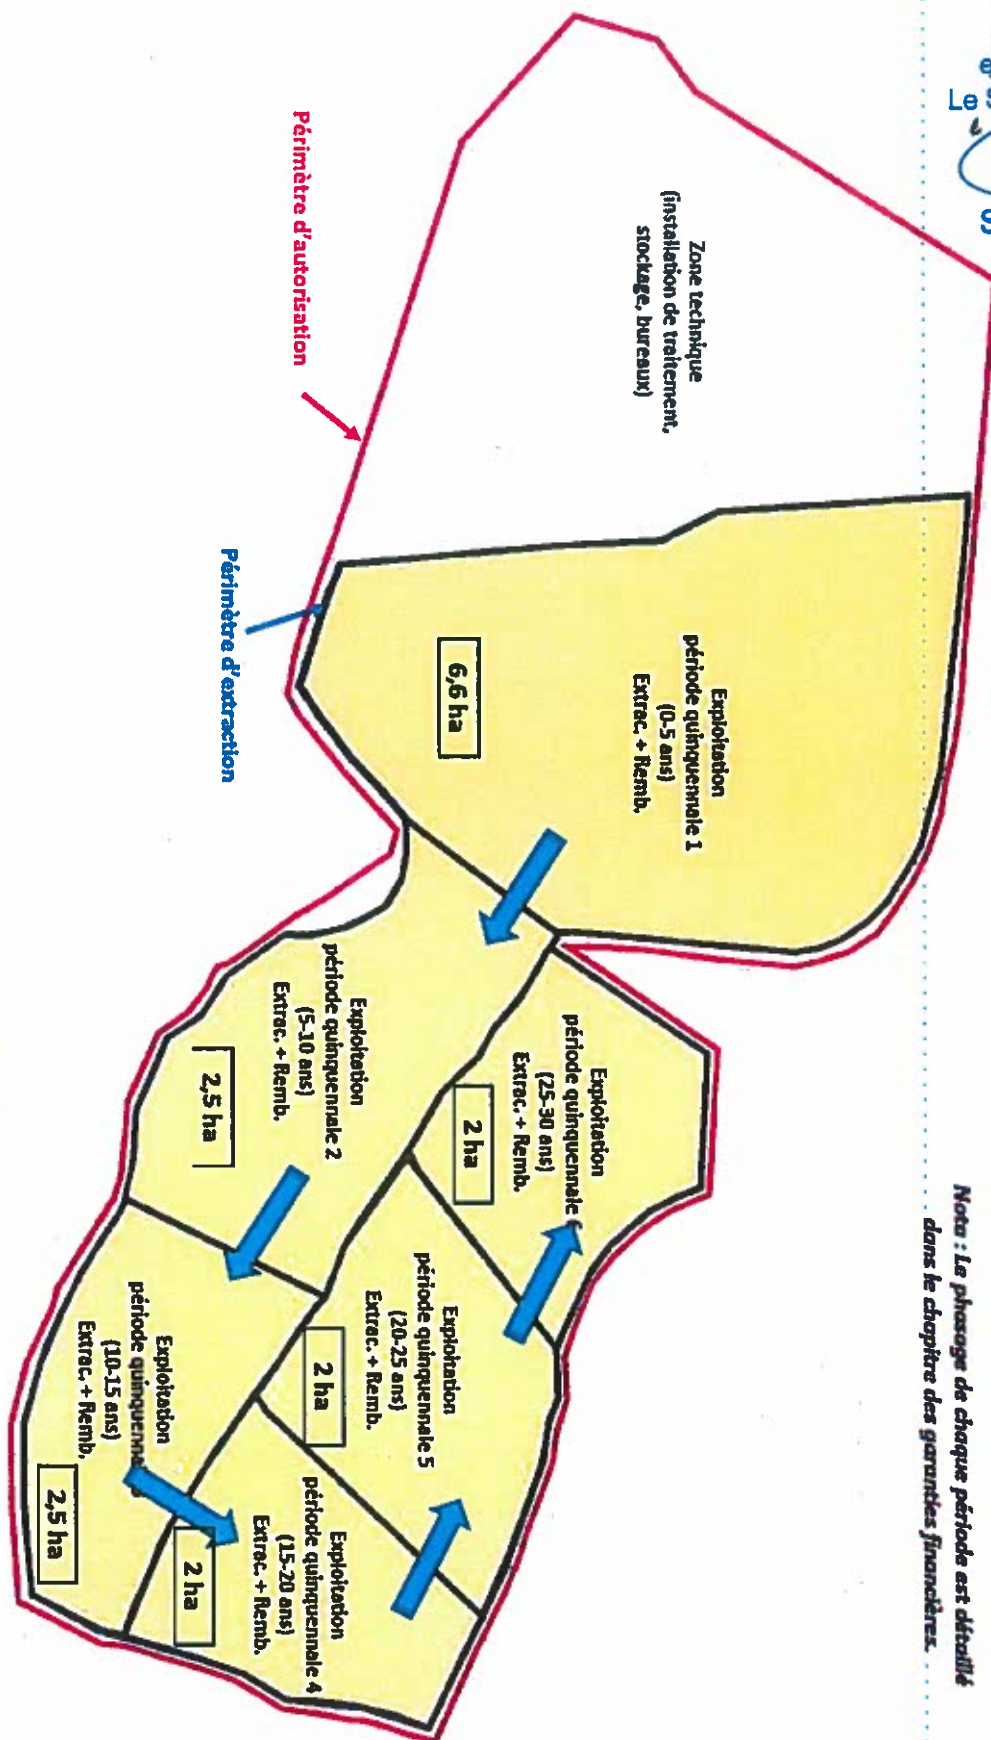 Nota : Le phasage de chaque période est détaillé
dans le chapitre des garanties financières.
Le
Zone technique
(installation de traitement,
stockage, bureaux)
Périmètre d'autorisation
Périmètre d'extraction
Exploitation
période quinquennale 1
(0-5 ans)
Extrac. + Remb.
6,6 ha
Exploitation
période quinquennale 2
(5-10 ans)
Extrac. + Remb.
2,5 ha
Exploitation
période quinquennale
(25-30 ans)
Extrac. + Remb.
2 ha
Exploitation
période quinquennale 5
(20-25 ans)
Extrac. + Remb.
2 ha
Exploitation
période
(10-15 ans)
Extrac. + Remb.
2,5 ha
Exploitation
période quinquennale 4
(15-20 ans)
Extrac. + Remb.
2 ha